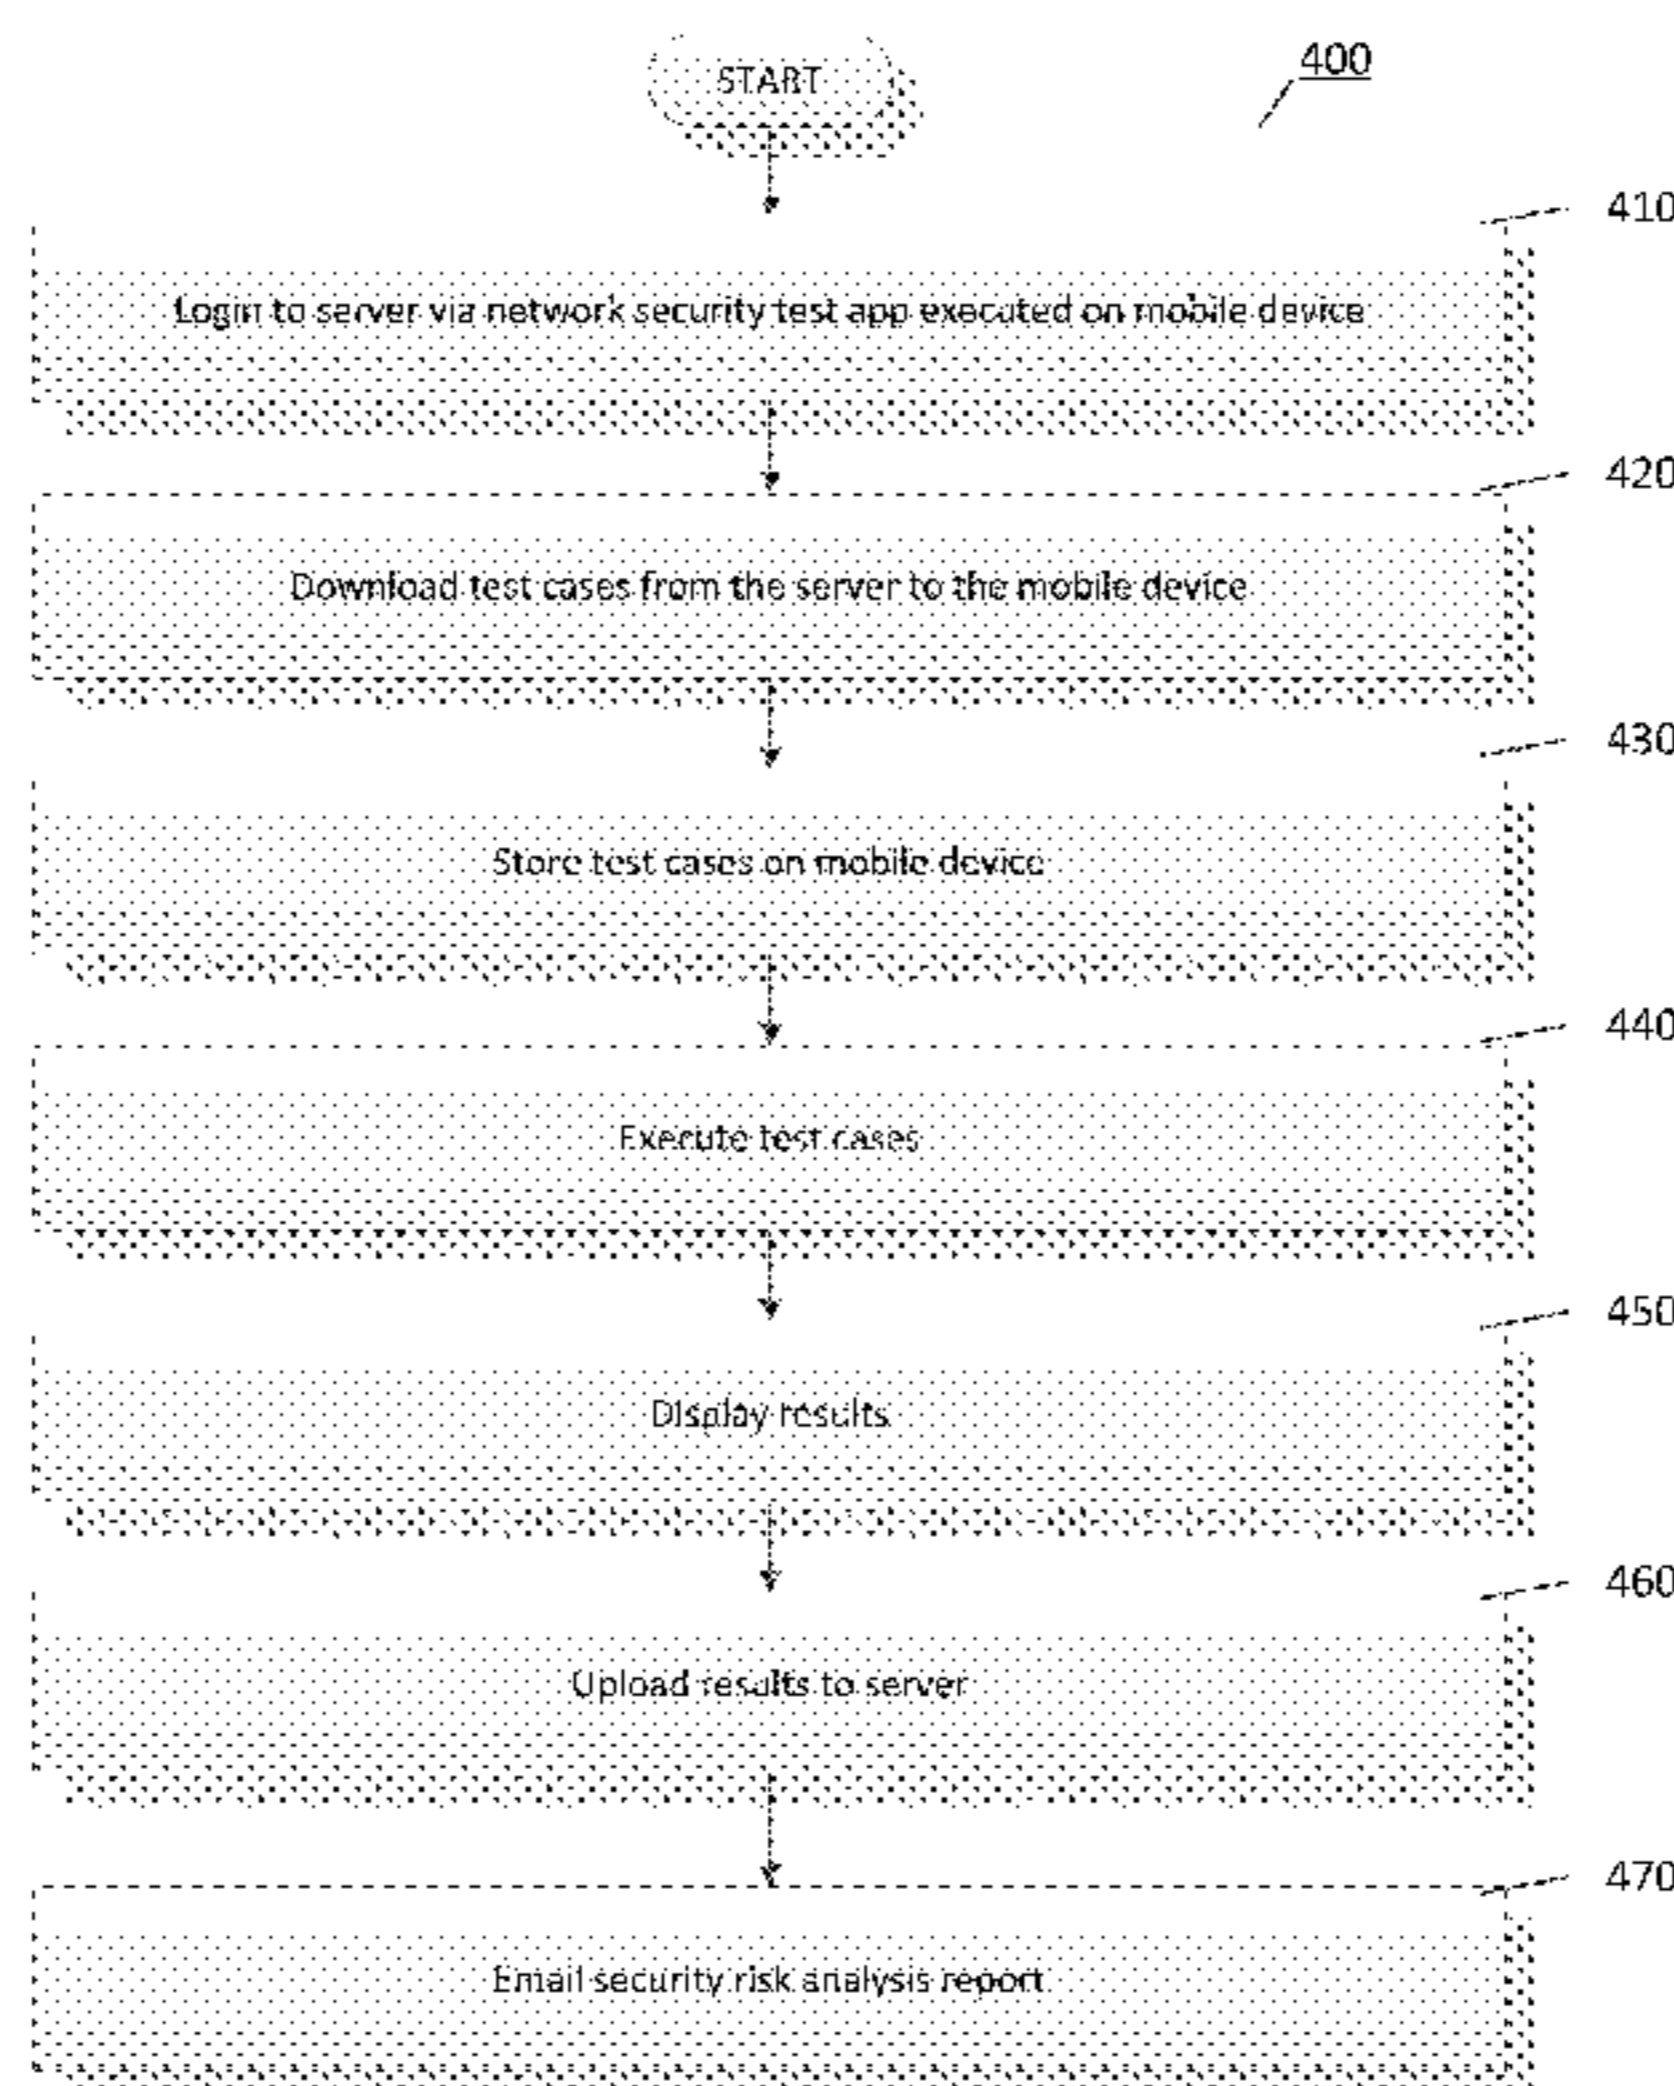 START
400
410
Login to server via network security test app executed on mobile device
420
Download test cases from the server to the mobile device
430
Store test cases on mobile device
440
Execute test cases
450
Display results
460
Upload results to server
470
Email security risk analysis report